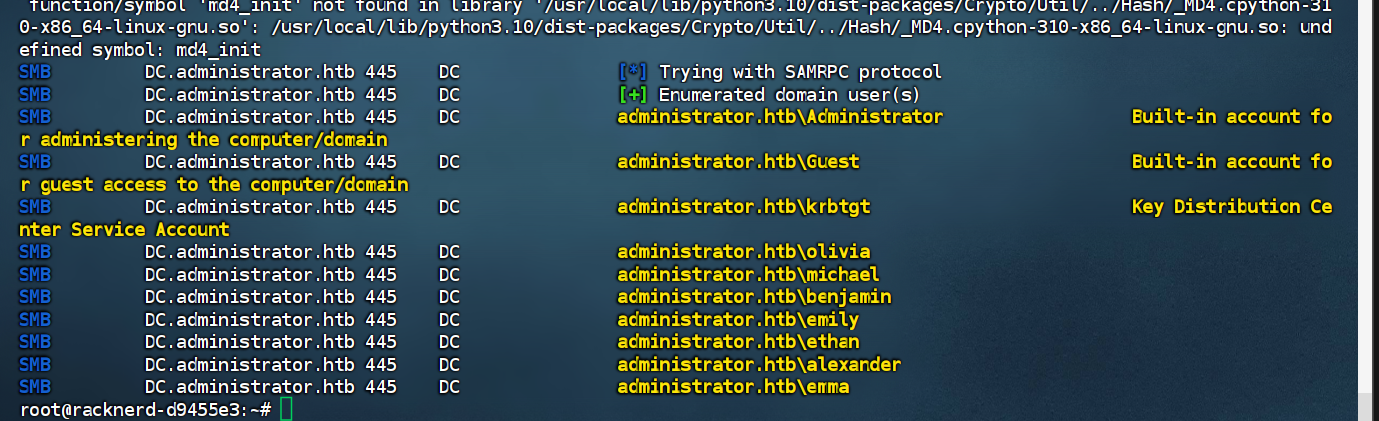 function/symbol 'md4_init' not found in library '/usr/local/lib/python3.10/dist-packages/Crypto/Util/../Hash/_MD4.cpython-31
0-x86_64-linux-gnu.so': /usr/local/lib/python3.10/dist-packages/Crypto/Util/../Hash/_MD4.cpython-310-x86_64-linux-gnu.so: und
efined symbol: md4_init
SMB DC.administrator.htb 445 DC [*] Trying with SAMRPC protocol
SMB DC.administrator.htb 445 DC [+] Enumerated domain user(s)
SMB DC.administrator.htb 445 DC administrator.htb\Administrator Built-in account fo
r administering the computer/domain
SMB DC.administrator.htb 445 DC administrator.htb\Guest Built-in account fo
r guest access to the computer/domain
SMB DC.administrator.htb 445 DC administrator.htb\krbtgt Key Distribution Ce
nter Service Account
SMB DC.administrator.htb 445 DC administrator.htb\olivia
SMB DC.administrator.htb 445 DC administrator.htb\michael
SMB DC.administrator.htb 445 DC administrator.htb\benjamin
SMB DC.administrator.htb 445 DC administrator.htb\emily
SMB DC.administrator.htb 445 DC administrator.htb\ethan
SMB DC.administrator.htb 445 DC administrator.htb\alexander
SMB DC.administrator.htb 445 DC administrator.htb\emma
root@racknerd-d9455e3:~#